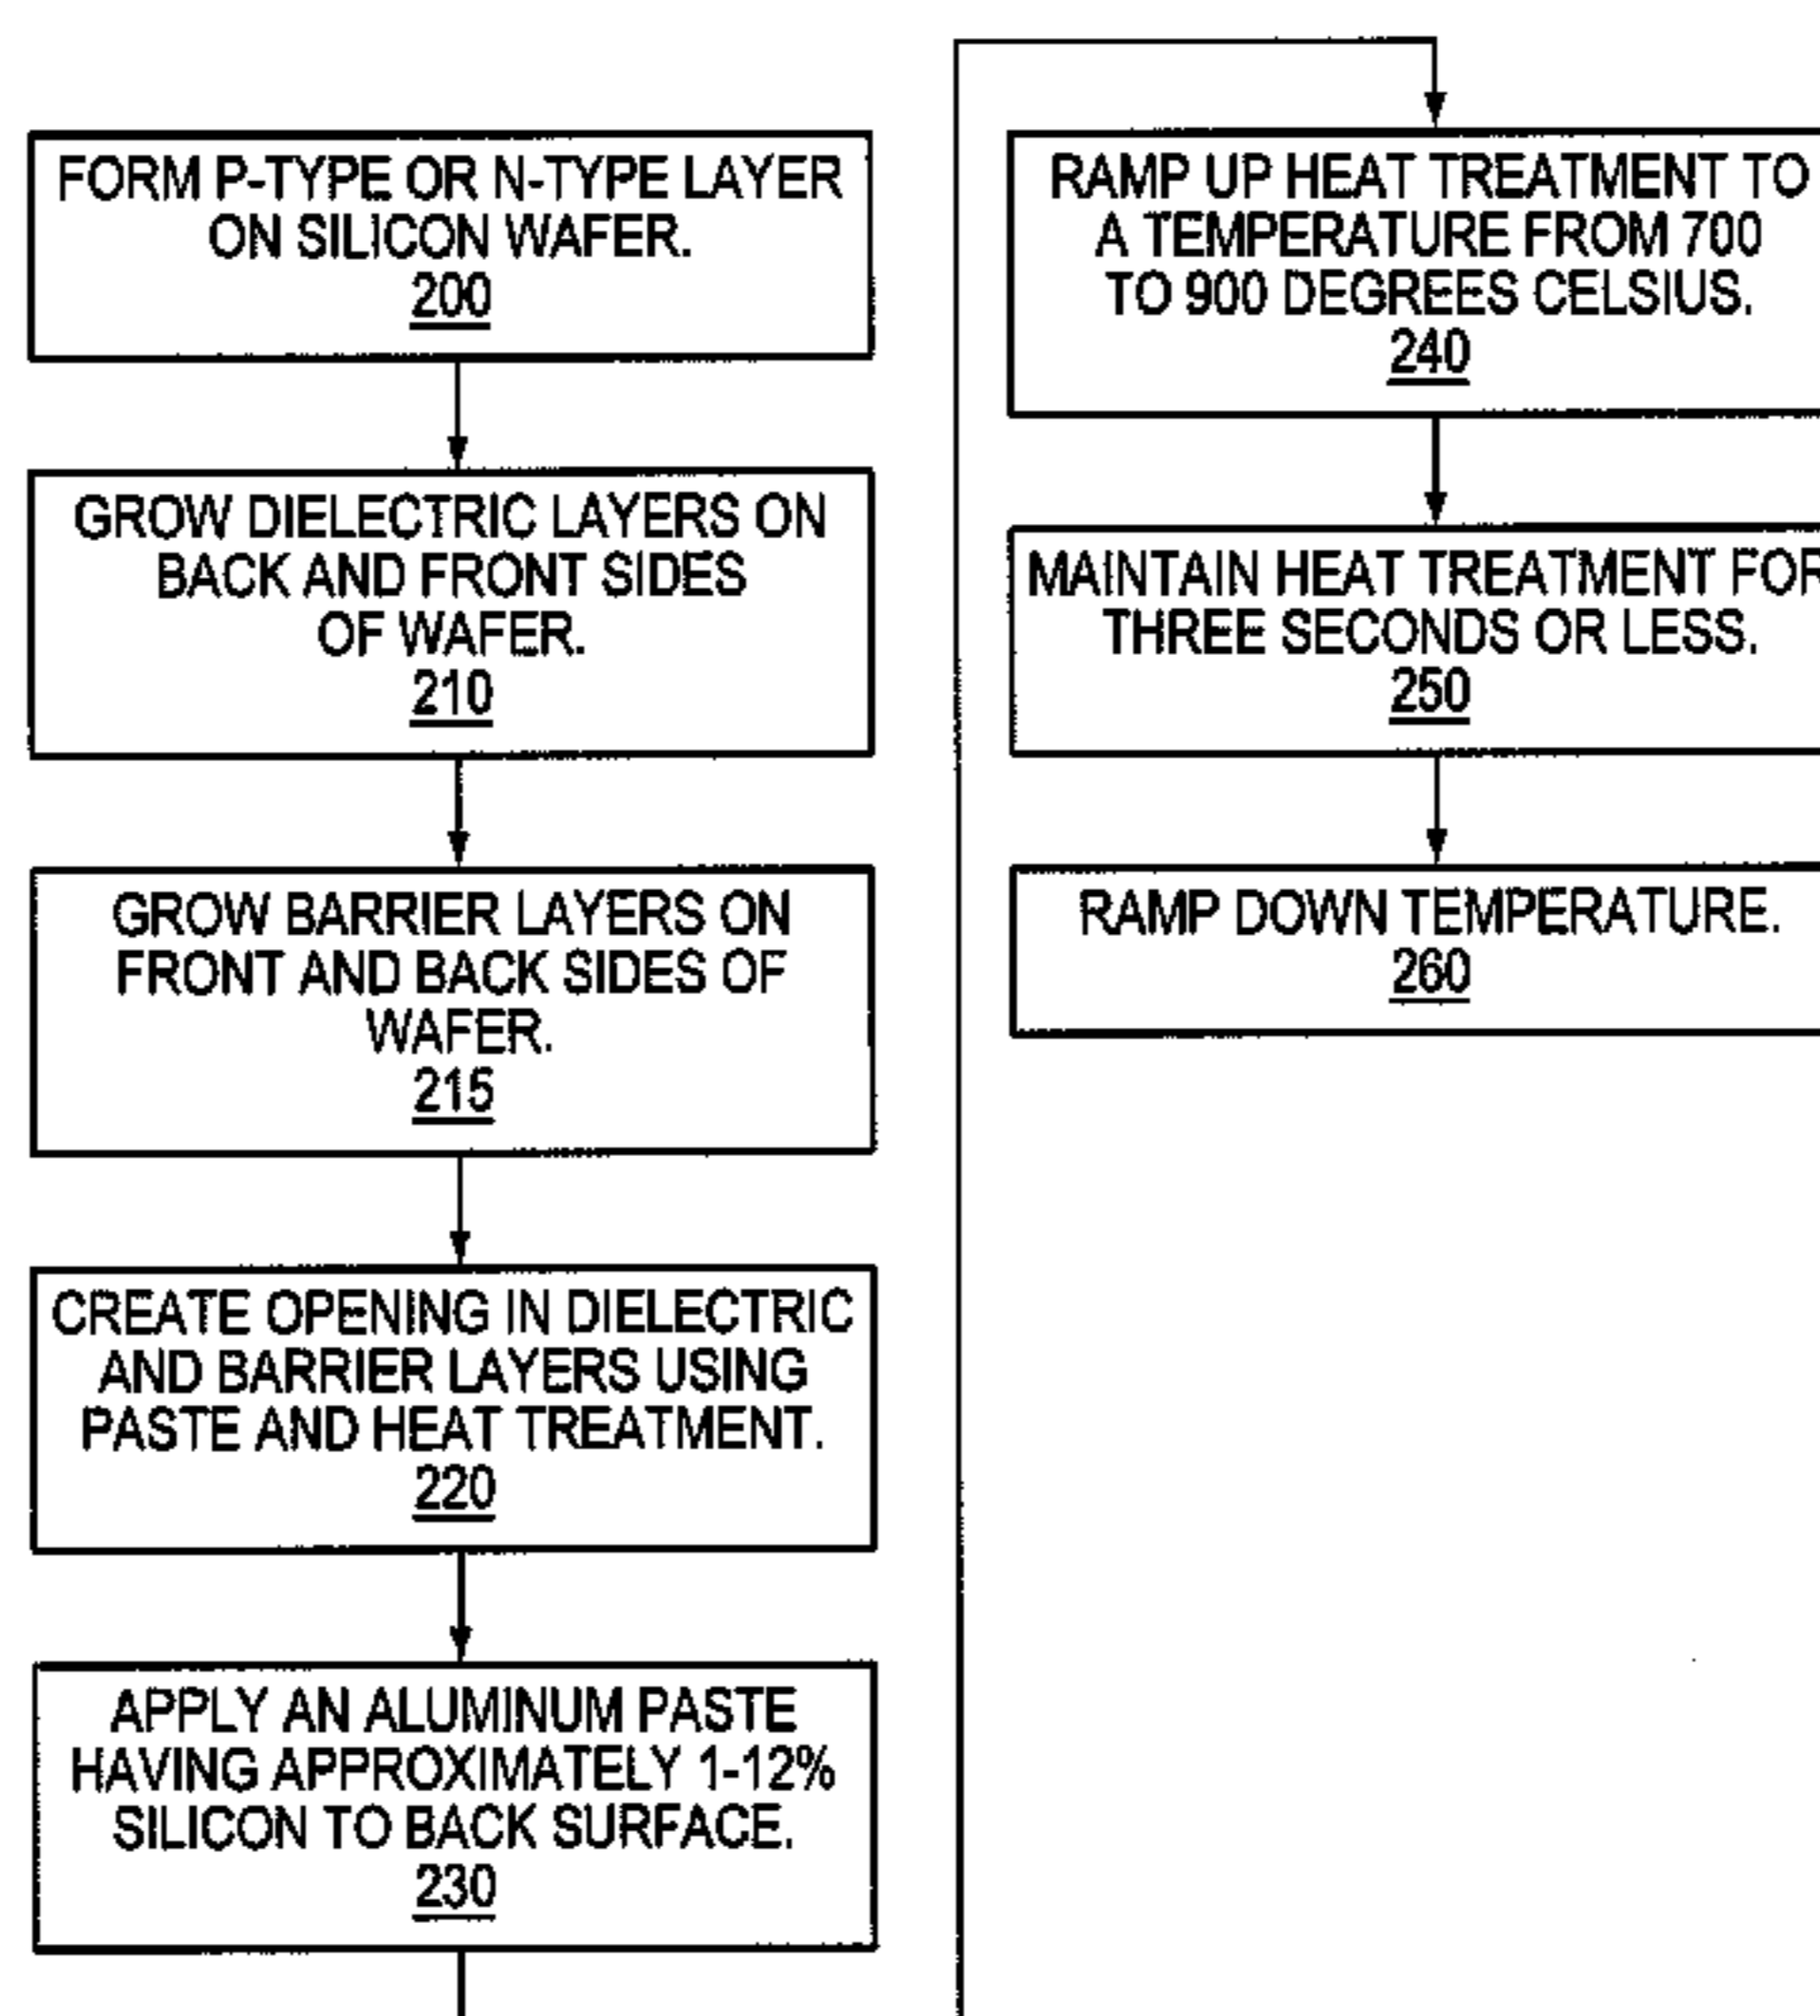 FORM P-TYPE OR N-TYPE LAYER
ON SILICON WAFER.
200
GROW DIELECTRIC LAYERS ON
BACK AND FRONT SIDES
OF WAFER.
210
GROW BARRIER LAYERS ON
FRONT AND BACK SIDES OF
WAFER.
215
CREATE OPENING IN DIELECTRIC
AND BARRIER LAYERS USING
PASTE AND HEAT TREATMENT.
220
APPLY AN ALUMINUM PASTE
HAVING APPROXIMATELY 1-12%
SILICON TO BACK SURFACE.
230
RAMP UP HEAT TREATMENT TO
A TEMPERATURE FROM 700
TO 900 DEGREES CELSIUS.
240
MAINTAIN HEAT TREATMENT FOR
THREE SECONDS OR LESS.
250
RAMP DOWN TEMPERATURE.
260